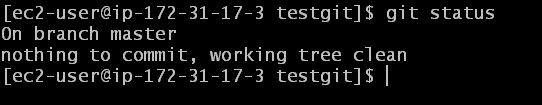 [ec2-user@ip-172-31-17-3 testgit]$ git status
On branch master
nothing to commit, working tree clean
[ec2-user@ip-172-31-17-3 testgit]$